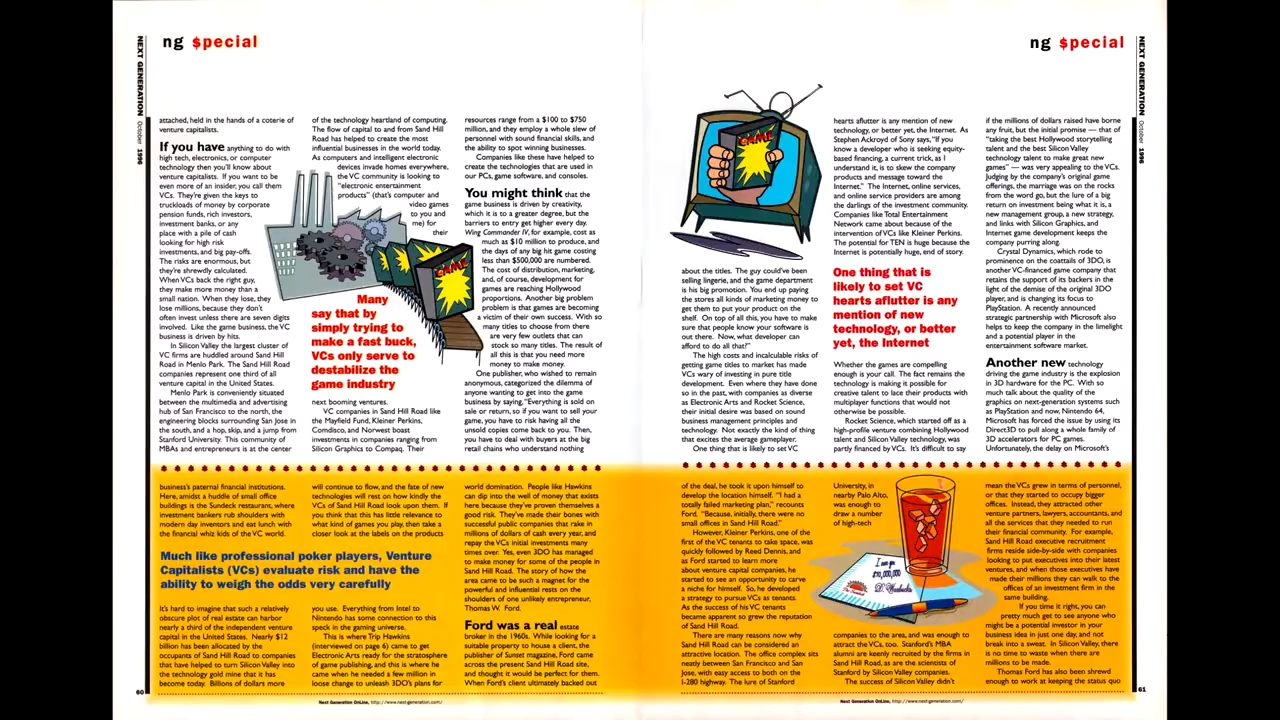 ng $pecial
NEXT GENERATION October 1996
attached, held in the hands of a coterie of
venture capitalists.
If you have anything to do with
high tech, electronics, or computer
technology then you'll know about
venture capitalists. If you want to be
even more of an insider, you call them
VCs. They're given the keys to
truckloads of money by corporate
pension funds, rich investors,
investment banks, or any
place with a pile of cash
looking for high risk
investments, and big pay-offs.
The risks are enormous, but
they're shrewdly calculated.
When VCs back the right guy,
they make more money than a
small nation. When they lose, they
lose millions, because they don't
often invest unless there are seven digits
involved. Like the game business, the VC
business is driven by hits.
In Silicon Valley the largest cluster of
VC firms are huddled around Sand Hill
Road in Menlo Park. The Sand Hill Road
companies represent one third of all
venture capital in the United States.
Menlo Park is conveniently situated
between the multimedia and advertising
hub of San Francisco to the north, the
engineering blocks surrounding San Jose in
the south, and a hop, skip, and a jump from
Stanford University. This community of
MBAs and entrepreneurs is at the center
of the technology heartland of computing.
The flow of capital to and from Sand Hill
Road has helped to create the most
influential businesses in the world today.
As computers and intelligent electronic
devices invade homes everywhere,
the VC community is looking to
"electronic entertainment
products" (that's computer and
video games
to you and
me) for
their
GAME
Many
say that by
simply trying to
make a fast buck,
VCs only serve to
destabilize the
game industry
next booming ventures.
VC companies in Sand Hill Road like
the Mayfield Fund, Kleiner Perkins,
Comdisco, and Norwest boast
investments in companies ranging from
Silicon Graphics to Compaq. Their
resources range from a $100 to $750
million, and they employ a whole slew of
personnel with sound financial skills, and
the ability to spot winning businesses.
Companies like these have helped to
create the technologies that are used in
our PCs, game software, and consoles.
You might think that the
game business is driven by creativity,
which it is to a greater degree, but the
barriers to entry get higher every day.
Wing Commander IV, for example, cost as
much as $10 million to produce, and
the days of any big hit game costing
less than $500,000 are numbered.
The cost of distribution, marketing,
and, of course, development for
games are reaching Hollywood
proportions. Another big problem
problem is that games are becoming
a victim of their own success. With so
many titles to choose from there
are very few outlets that can
stock so many titles. The result of
all this is that you need more
money to make money.
One publisher, who wished to remain
anonymous, categorized the dilemma of
anyone wanting to get into the game
business by saying, "Everything is sold on
sale or return, so if you want to sell your
game, you have to risk having all the
unsold copies come back to you. Then,
you have to deal with buyers at the big
retail chains who understand nothing
business's paternal financial institutions.
Here, amidst a huddle of small office
buildings is the Sundeck restaurant, where
investment bankers rub shoulders with
modern day inventors and eat lunch with
the financial whiz kids of the VC world.
will continue to flow, and the fate of new
technologies will rest on how kindly the
VCs of Sand Hill Road look upon them. If
you think that this has little relevance to
what kind of games you play, then take a
closer look at the labels on the products
Much like professional poker players, Venture
Capitalists (VCs) evaluate risk and have the
ability to weigh the odds very carefully
It's hard to imagine that such a relatively
obscure plot of real estate can harbor
nearly a third of the independent venture
capital in the United States. Nearly $12
billion has been allocated by the
occupants of Sand Hill Road to companies
that have helped to turn Silicon Valley into
the technology gold mine that it has
become today. Billions of dollars more
you use. Everything from Intel to
Nintendo has some connection to this
speck in the gaming universe.
This is where Trip Hawkins
(interviewed on page 6) came to get
Electronic Arts ready for the stratosphere
of game publishing, and this is where he
came when he needed a few million in
loose change to unleash 3DO's plans for
world domination. People like Hawkins
can dip into the well of money that exists
here because they've proven themselves a
good risk. They've made their bones with
successful public companies that rake in
millions of dollars of cash every year, and
repay the VCs initial investments many
times over. Yes, even 3DO has managed
to make money for some of the people in
Sand Hill Road. The story of how the
area came to be such a magnet for the
powerful and influential rests on the
shoulders of one unlikely entrepreneur,
Thomas W. Ford.
Ford was a real estate
broker in the 1960s. While looking for a
suitable property to house a client, the
publisher of Sunset magazine, Ford came
across the present Sand Hill Road site,
and thought it would be perfect for them.
When Ford's client ultimately backed out
60
Next Generation OnLine, http://www.next-generation.com/
ng $pecial
NEXT GENERATION October 1996
GAME
about the titles. The guy could've been
selling lingerie, and the game department
is his big promotion. You end up paying
the stores all kinds of marketing money to
get them to put your product on the
shelf. On top of all this, you have to make
sure that people know your software is
out there. Now, what developer can
afford to do all that?"
The high costs and incalculable risks of
getting game titles to market has made
VCs wary of investing in pure title
development. Even where they have done
so in the past, with companies as diverse
as Electronic Arts and Rocket Science,
their initial desire was based on sound
business management principles and
technology. Not exactly the kind of thing
that excites the average gameplayer.
One thing that is likely to set VC
hearts aflutter is any mention of new
technology, or better yet, the Internet. As
Stephen Ackroyd of Sony says, "If you
know a developer who is seeking equity-
based financing, a current trick, as I
understand it, is to skew the company
products and message toward the
Internet." The Internet, online services,
and online service providers are among
the darlings of the investment community.
Companies like Total Entertainment
Network came about because of the
intervention of VCs like Kleiner Perkins.
The potential for TEN is huge because the
Internet is potentially huge, end of story.
One thing that is
likely to set VC
hearts aflutter is any
mention of new
technology, or better
yet, the Internet
Whether the games are compelling
enough is your call. The fact remains the
technology is making it possible for
creative talent to lace their products with
multiplayer functions that would not
otherwise be possible.
Rocket Science, which started off as a
high-profile venture combining Hollywood
talent and Silicon Valley technology, was
partly financed by VCs. It's difficult to say
if the millions of dollars raised have borne
any fruit, but the initial promise — that of
"taking the best Hollywood storytelling
talent and the best Silicon Valley
technology talent to make great new
games" — was very appealing to the VCs.
Judging by the company's original game
offerings, the marriage was on the rocks
from the word go, but the lure of a big
return on investment being what it is, a
new management group, a new strategy,
and links with Silicon Graphics, and
Internet game development keeps the
company purring along.
Crystal Dynamics, which rode to
prominence on the coattails of 3DO, is
another VC-financed game company that
retains the support of its backers in the
light of the demise of the original 3DO
player, and is changing its focus to
PlayStation. A recently announced
strategic partnership with Microsoft also
helps to keep the company in the limelight
and a potential player in the
entertainment software market.
Another new technology
driving the game industry is the explosion
in 3D hardware for the PC. With so
much talk about the quality of the
graphics on next-generation systems such
as PlayStation and now, Nintendo 64,
Microsoft has forced the issue by using its
Direct3D to pull along a whole family of
3D accelerators for PC games.
Unfortunately, the delay on Microsoft's
of the deal, he took it upon himself to
develop the location himself. "I had a
totally failed marketing plan," recounts
Ford. "Because, initially, there were no
small offices in Sand Hill Road."
However, Kleiner Perkins, one of the
first of the VC tenants to take space, was
quickly followed by Reed Dennis, and
as Ford started to learn more
about venture capital companies, he
started to see an opportunity to carve
a niche for himself. So, he developed
a strategy to pursue VCs as tenants.
As the success of his VC tenants
became apparent so grew the reputation
of Sand Hill Road.
There are many reasons now why
Sand Hill Road can be considered an
attractive location. The office complex sits
neatly between San Francisco and San
Jose, with easy access to both on the
I-280 highway. The lure of Stanford
University, in
nearby Palo Alto,
was enough to
draw a number
of high-tech
I owe you
$10,000,000
D. Warbucks
companies to the area, and was enough to
attract the VCs, too. Stanford's MBA
alumni are keenly recruited by the firms in
Sand Hill Road, as are the scientists of
Stanford by Silicon Valley companies.
The success of Silicon Valley didn't
mean the VCs grew in terms of personnel,
or that they started to occupy bigger
offices. Instead, they attracted other
venture partners, lawyers, accountants, and
all the services that they needed to run
their financial community. For example,
Sand Hill Road executive recruitment
firms reside side-by-side with companies
looking to put executives into their latest
ventures, and when those executives have
made their millions they can walk to the
offices of an investment firm in the
same building.
If you time it right, you can
pretty much get to see anyone who
might be a potential investor in your
business idea in just one day, and not
break into a sweat. In Silicon Valley, there
is no time to waste when there are
millions to be made.
Thomas Ford has also been shrewd
enough to work at keeping the status quo
61
Next Generation OnLine, http://www.next-generation.com/